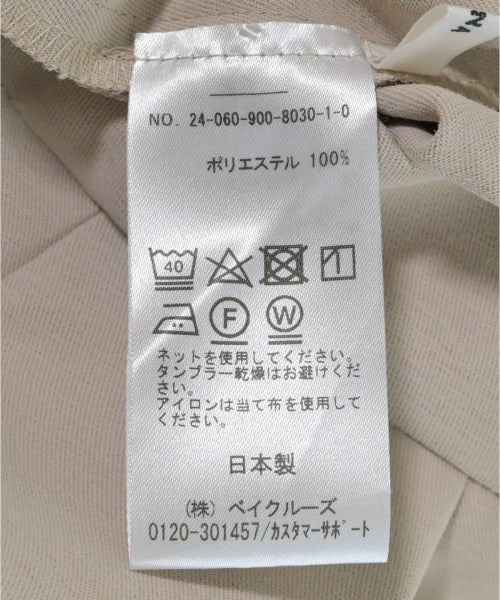 NO. 24-060-900-8030-1-0
ポリエステル 100%
40
F W
ネットを使用してください。
タンブラー乾燥はお避けくだ
さい。
アイロンは当て布を使用して
ください。
日本製
(株) ベイクルーズ
0120-301457/カスタマーサポート